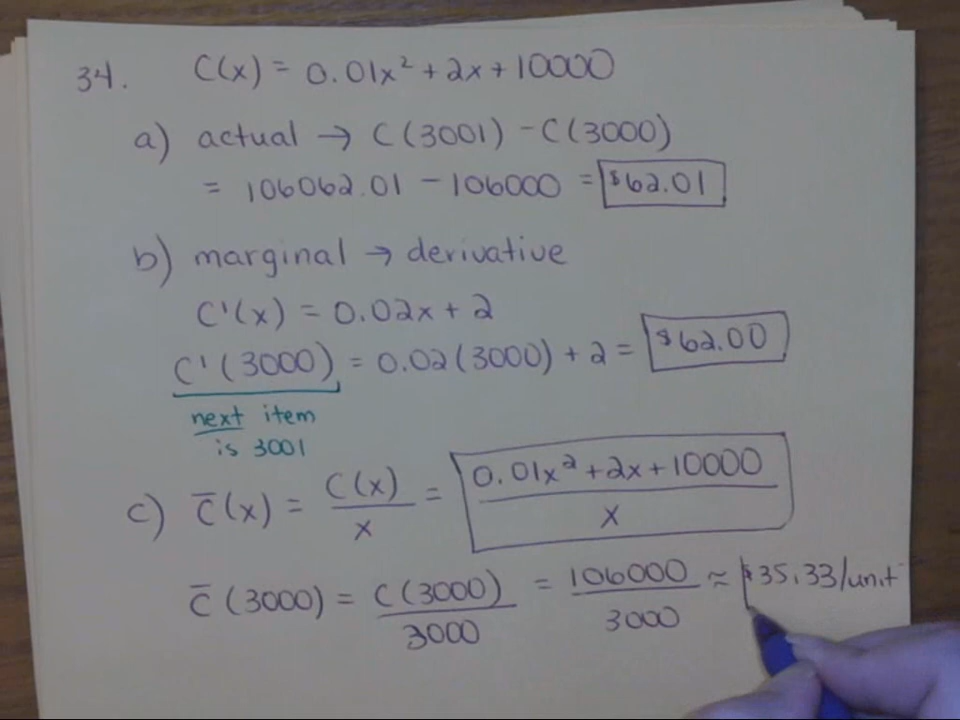 34. C(x) = 0.01x² + 2x + 10000
a) actual → C(3001) - C(3000)
= 106062.01 - 106000 = $62.01
b) marginal → derivative
C'(x) = 0.02x + 2
C'(3000) = 0.02(3000) + 2 = $62.00
next item
is 3001
c) C̅(x) = C(x)/x = (0.01x² + 2x + 10000)/x
C̅(3000) = C(3000)/3000 = 106000/3000 ≈ $35.33/unit